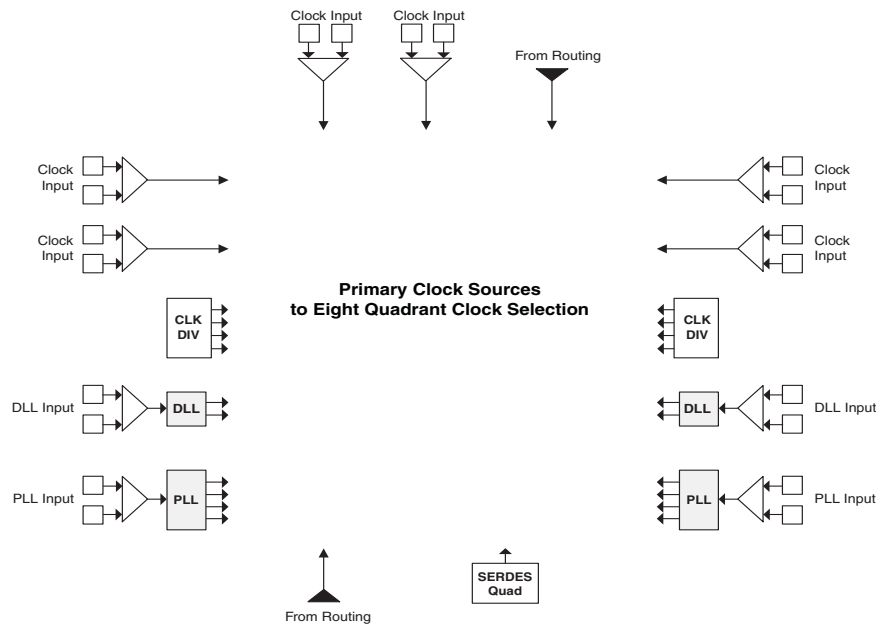 Clock Input
Clock Input
From Routing
Clock
Input
Clock
Input
Clock
Input
Clock
Input
Primary Clock Sources
to Eight Quadrant Clock Selection
CLK
DIV
CLK
DIV
DLL Input
DLL
DLL
DLL Input
PLL Input
PLL
PLL
PLL Input
SERDES
Quad
From Routing